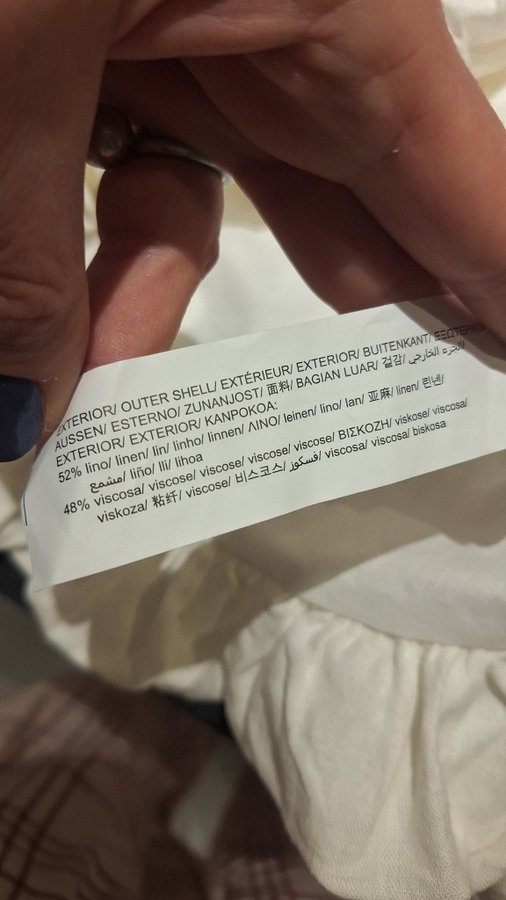 EXTERIOR/ OUTER SHELL/ EXTÉRIEUR/ EXTERIOR/ BUITENKANT/ ΕΞΩΤΕΡΙΚΟ
AUSSEN/ ESTERNO/ ZUNANJOST/ 面料/ BAGIAN LUAR/ 겉감/ الجزء الخارجي/
EXTERIOR/ EXTERIOR/ KANPOKOA:
52% lino/ linen/ lin/ linho/ linnen/ ΛΙΝΟ/ leinen/ lino/ lan/ 亚麻/ linen/ 린넨/
مشمع/ liño/ lli/ lihoa
48% viscosa/ viscose/ viscose/ viscose/ viscose/ ΒΙΣΚΟΖΗ/ viskose/ viscosa/
viskoza/ 粘纤/ viscose/ 비스코스/ فسكوز/ viscosa/ viscosa/ biskosa